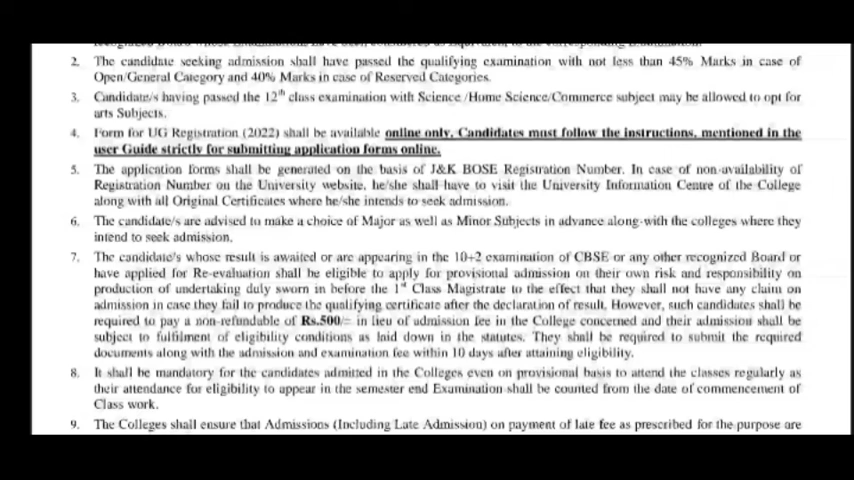 2. The candidate seeking admission shall have passed the qualifying examination with not less than 45% Marks in case of
Open/General Category and 40% Marks in case of Reserved Categories.
3. Candidate/s having passed the 12th class examination with Science /Home Science/Commerce subject may be allowed to opt for
arts Subjects.
4. Form for UG Registration (2022) shall be available online only. Candidates must follow the instructions, mentioned in the
user Guide strictly for submitting application forms online.
5. The application forms shall be generated on the basis of J&K BOSE Registration Number. In case of non-availability of
Registration Number on the University website, he/she shall have to visit the University Information Centre of the College
along with all Original Certificates where he/she intends to seek admission.
6. The candidate/s are advised to make a choice of Major as well as Minor Subjects in advance along-with the colleges where they
intend to seek admission.
7. The candidate/s whose result is awaited or are appearing in the 10+2 examination of CBSE or any other recognized Board or
have applied for Re-evaluation shall be eligible to apply for provisional admission on their own risk and responsibility on
production of undertaking duly sworn in before the 1st Class Magistrate to the effect that they shall not have any claim on
admission in case they fail to produce the qualifying certificate after the declaration of result. However, such candidates shall be
required to pay a non-refundable of Rs.500/= in lieu of admission fee in the College concerned and their admission shall be
subject to fulfilment of eligibility conditions as laid down in the statutes. They shall be required to submit the required
documents along with the admission and examination fee within 10 days after attaining eligibility.
8. It shall be mandatory for the candidates admitted in the Colleges even on provisional basis to attend the classes regularly as
their attendance for eligibility to appear in the semester end Examination shall be counted from the date of commencement of
Class work.
9. The Colleges shall ensure that Admissions (Including Late Admission) on payment of late fee as prescribed for the purpose are